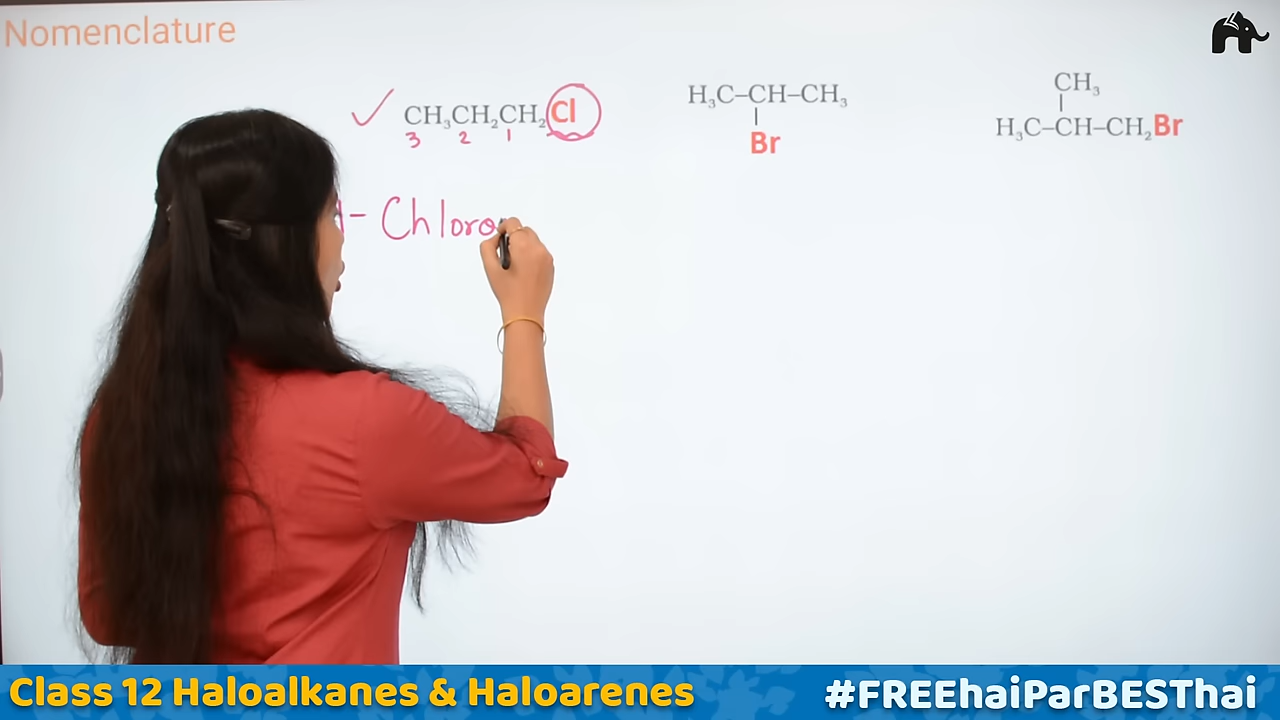 Nomenclature
CH₃CH₂CH₂Cl
3 2 1
H₃C–CH–CH₃
Br
CH₃
H₃C–CH–CH₂Br
1- Chloro
Class 12 Haloalkanes & Haloarenes
#FREEhaiParBESThai